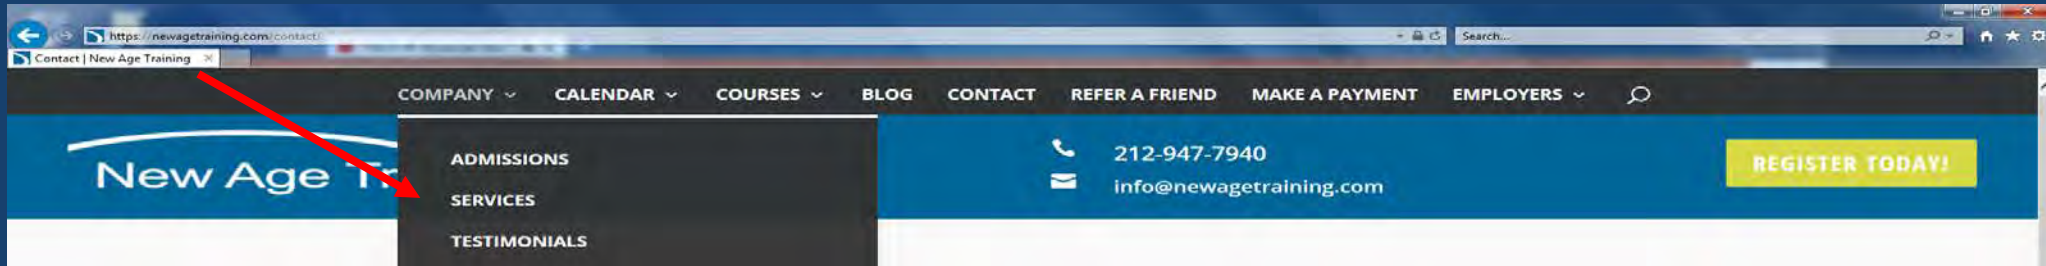 https://newagetraining.com/contact/
Search...
Contact | New Age Training
COMPANY CALENDAR COURSES BLOG CONTACT REFER A FRIEND MAKE A PAYMENT EMPLOYERS
New Age Tr
ADMISSIONS
SERVICES
TESTIMONIALS
212-947-7940
info@newagetraining.com
REGISTER TODAY!